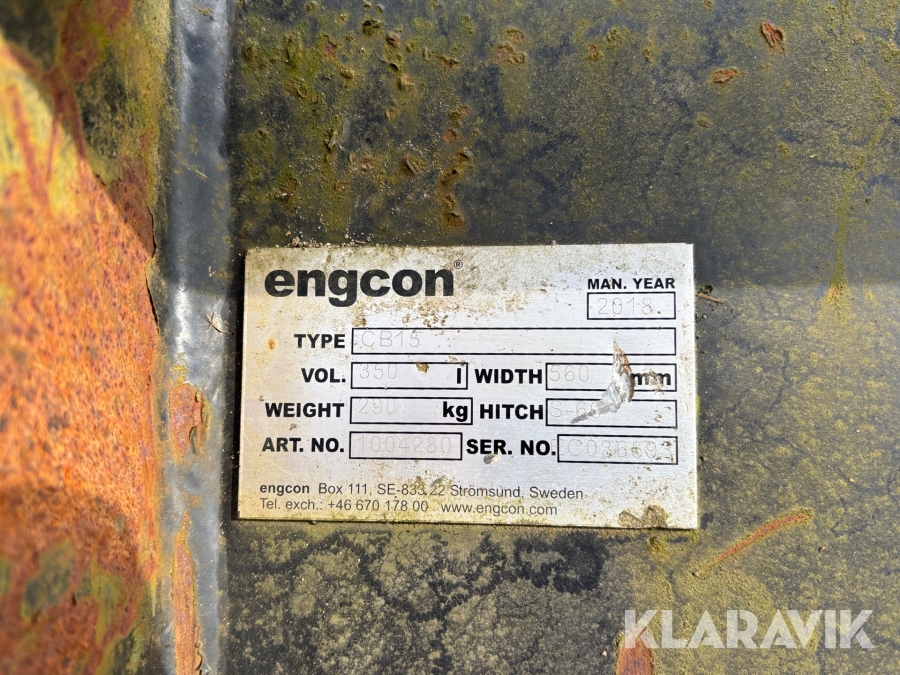 engcon®
MAN. YEAR
2018
TYPE CB15
VOL. 350 l WIDTH 560 mm
WEIGHT 290 kg HITCH
ART. NO. 1004280 SER. NO.
engcon Box 111, SE-833 22 Strömsund, Sweden
Tel. exch.: +46 670 178 00 www.engcon.com
KLARAVIK